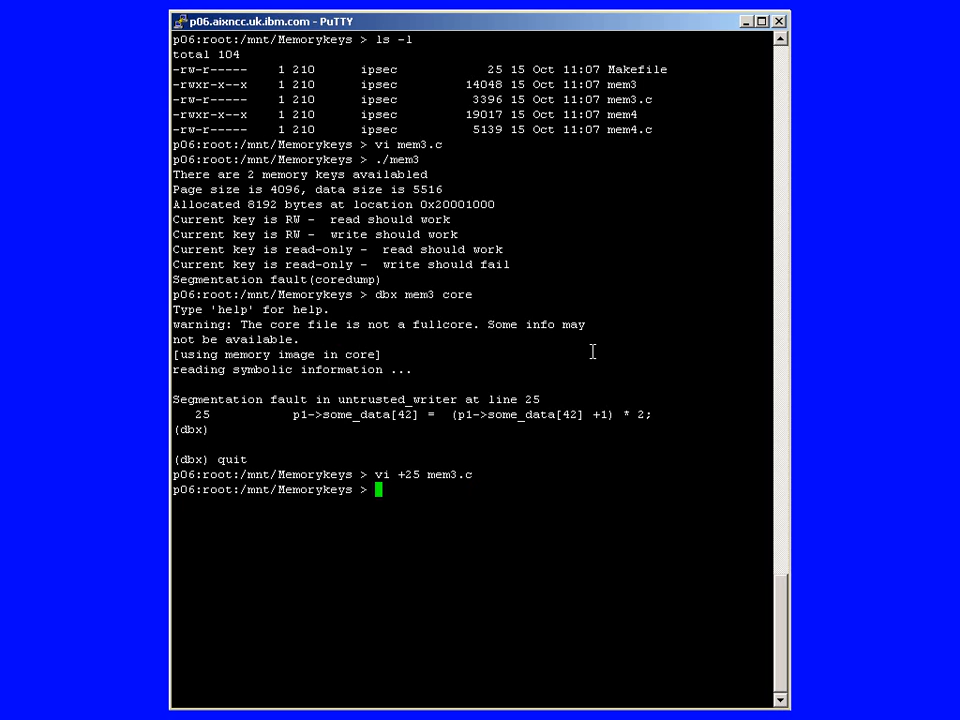 p06.aixncc.uk.ibm.com - PuTTY
p06:root:/mnt/Memorykeys > ls -l
total 104
-rw-r-----    1 210      ipsec            25 15 Oct 11:07 Makefile
-rwxr-x--x    1 210      ipsec         14048 15 Oct 11:07 mem3
-rw-r-----    1 210      ipsec          3396 15 Oct 11:07 mem3.c
-rwxr-x--x    1 210      ipsec         19017 15 Oct 11:07 mem4
-rw-r-----    1 210      ipsec          5139 15 Oct 11:07 mem4.c
p06:root:/mnt/Memorykeys > vi mem3.c
p06:root:/mnt/Memorykeys > ./mem3
There are 2 memory keys availabled
Page size is 4096, data size is 5516
Allocated 8192 bytes at location 0x20001000
Current key is RW -  read should work
Current key is RW -  write should work
Current key is read-only -  read should work
Current key is read-only -  write should fail
Segmentation fault(coredump)
p06:root:/mnt/Memorykeys > dbx mem3 core
Type 'help' for help.
warning: The core file is not a fullcore. Some info may
not be available.
[using memory image in core]
reading symbolic information ...
Segmentation fault in untrusted_writer at line 25
   25           p1->some_data[42] =  (p1->some_data[42] +1) * 2;
(dbx)
(dbx) quit
p06:root:/mnt/Memorykeys > vi +25 mem3.c
p06:root:/mnt/Memorykeys >